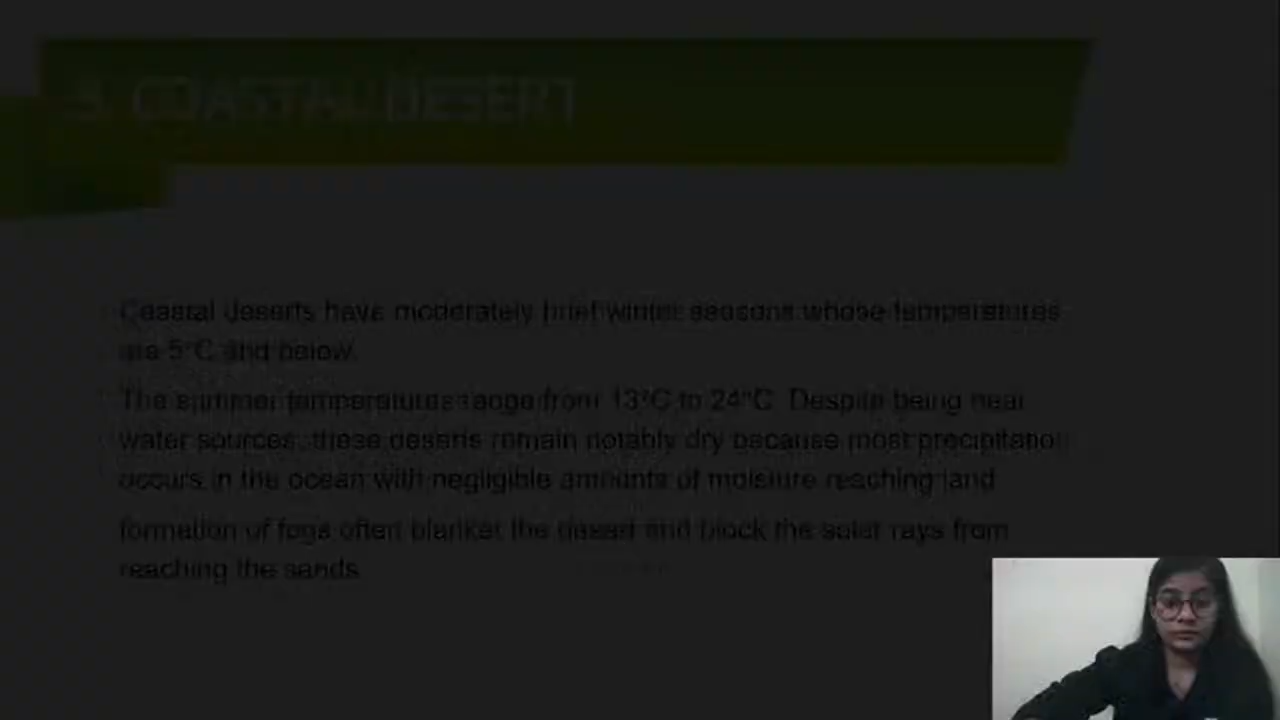 3. COASTAL DESERT
Coastal deserts have moderately brief winter seasons whose temperatures
are 5°C and below.
The summer temperatures range from 13°C to 24°C. Despite being near
water sources, these deserts remain notably dry because most precipitation
occurs in the ocean with negligible amounts of moisture reaching land
formation of fogs often blanket the desert and block the solar rays from
reaching the sands.